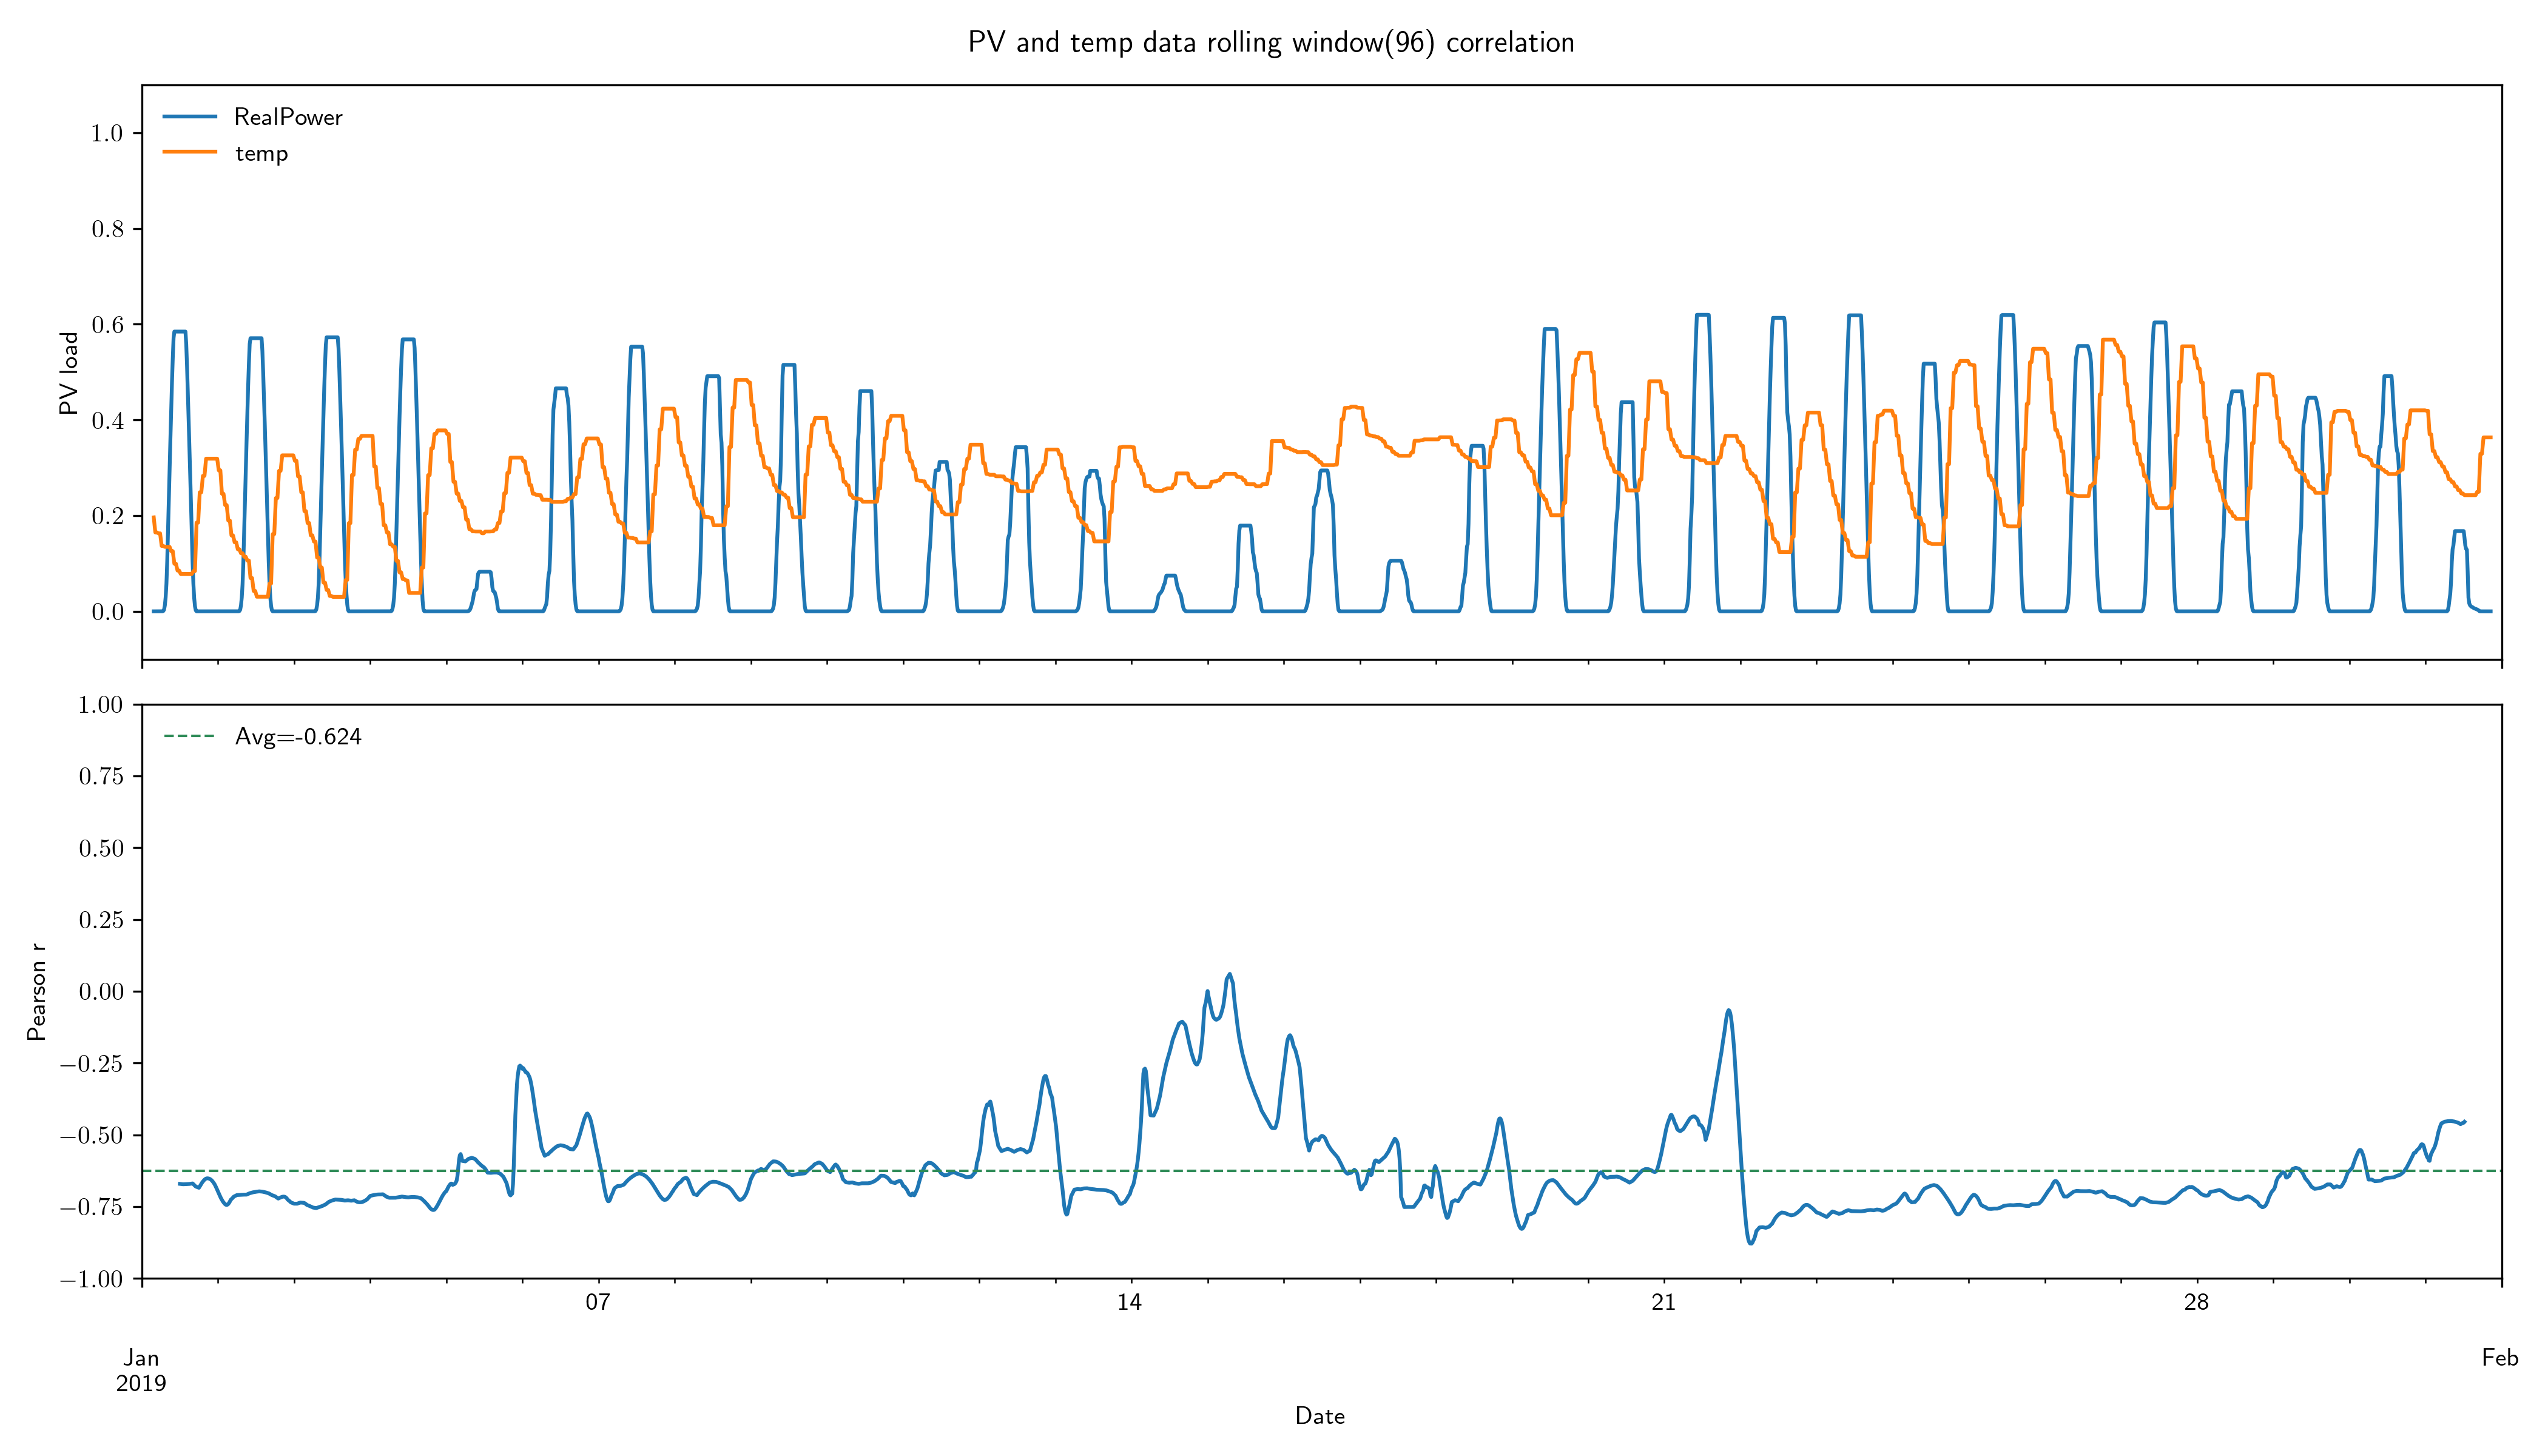 PV and temp data rolling window(96) correlation
RealPower
temp
PV load
1.0
0.8
0.6
0.4
0.2
0.0
Avg=-0.624
Pearson r
1.00
0.75
0.50
0.25
0.00
−0.25
−0.50
−0.75
−1.00
07 14 21 28
Jan Feb
2019
Date